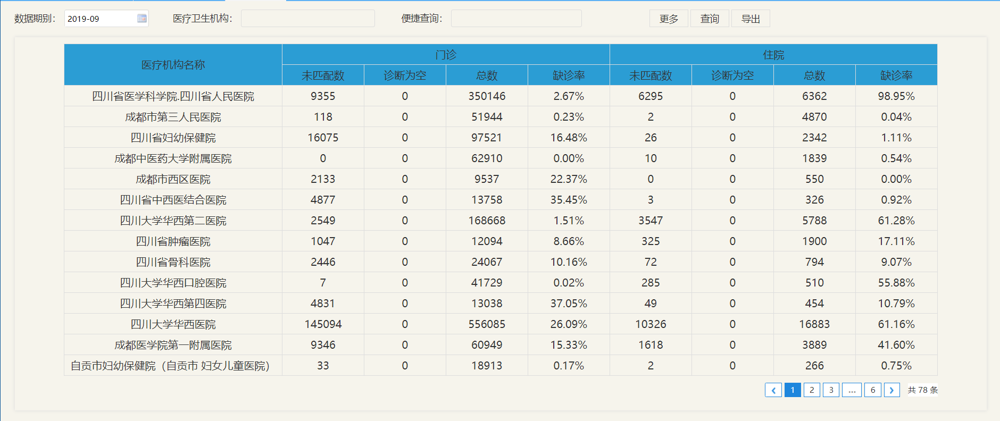 数据期别： 2019-09 医疗卫生机构： 便捷查询： 更多 查询 导出
医疗机构名称 门诊 住院
未匹配数 诊断为空 总数 缺诊率 未匹配数 诊断为空 总数 缺诊率
四川省医学科学院.四川省人民医院 9355 0 350146 2.67% 6295 0 6362 98.95%
成都市第三人民医院 118 0 51944 0.23% 2 0 4870 0.04%
四川省妇幼保健院 16075 0 97521 16.48% 26 0 2342 1.11%
成都中医药大学附属医院 0 0 62910 0.00% 10 0 1839 0.54%
成都市西区医院 2133 0 9537 22.37% 0 0 550 0.00%
四川省中西医结合医院 4877 0 13758 35.45% 3 0 326 0.92%
四川大学华西第二医院 2549 0 168668 1.51% 3547 0 5788 61.28%
四川省肿瘤医院 1047 0 12094 8.66% 325 0 1900 17.11%
四川省骨科医院 2446 0 24067 10.16% 72 0 794 9.07%
四川大学华西口腔医院 7 0 41729 0.02% 285 0 510 55.88%
四川大学华西第四医院 4831 0 13038 37.05% 49 0 454 10.79%
四川大学华西医院 145094 0 556085 26.09% 10326 0 16883 61.16%
成都医学院第一附属医院 9346 0 60949 15.33% 1618 0 3889 41.60%
自贡市妇幼保健院（自贡市 妇女儿童医院） 33 0 18913 0.17% 2 0 266 0.75%
1 2 3 ... 6 共 78 条